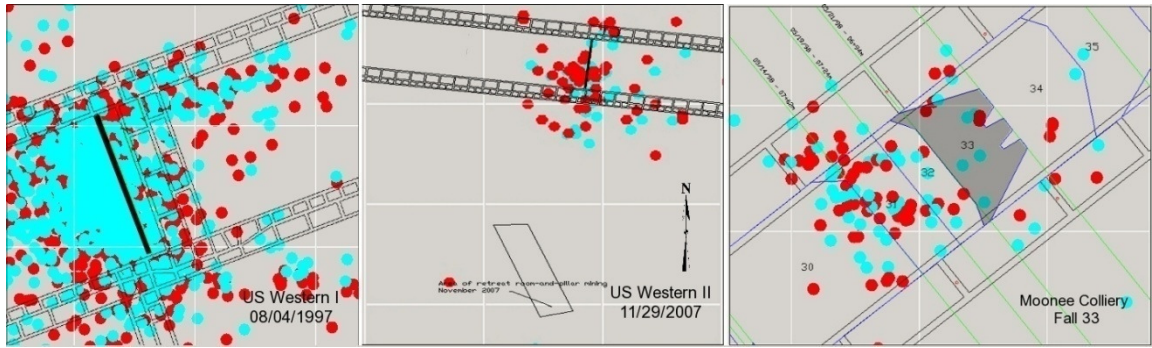 US Western I
08/04/1997
N
Area of retreat room-and-pillar mining
November 2007
US Western II
11/29/2007
35
34
33
32
31
30
Moonee Colliery
Fall 33